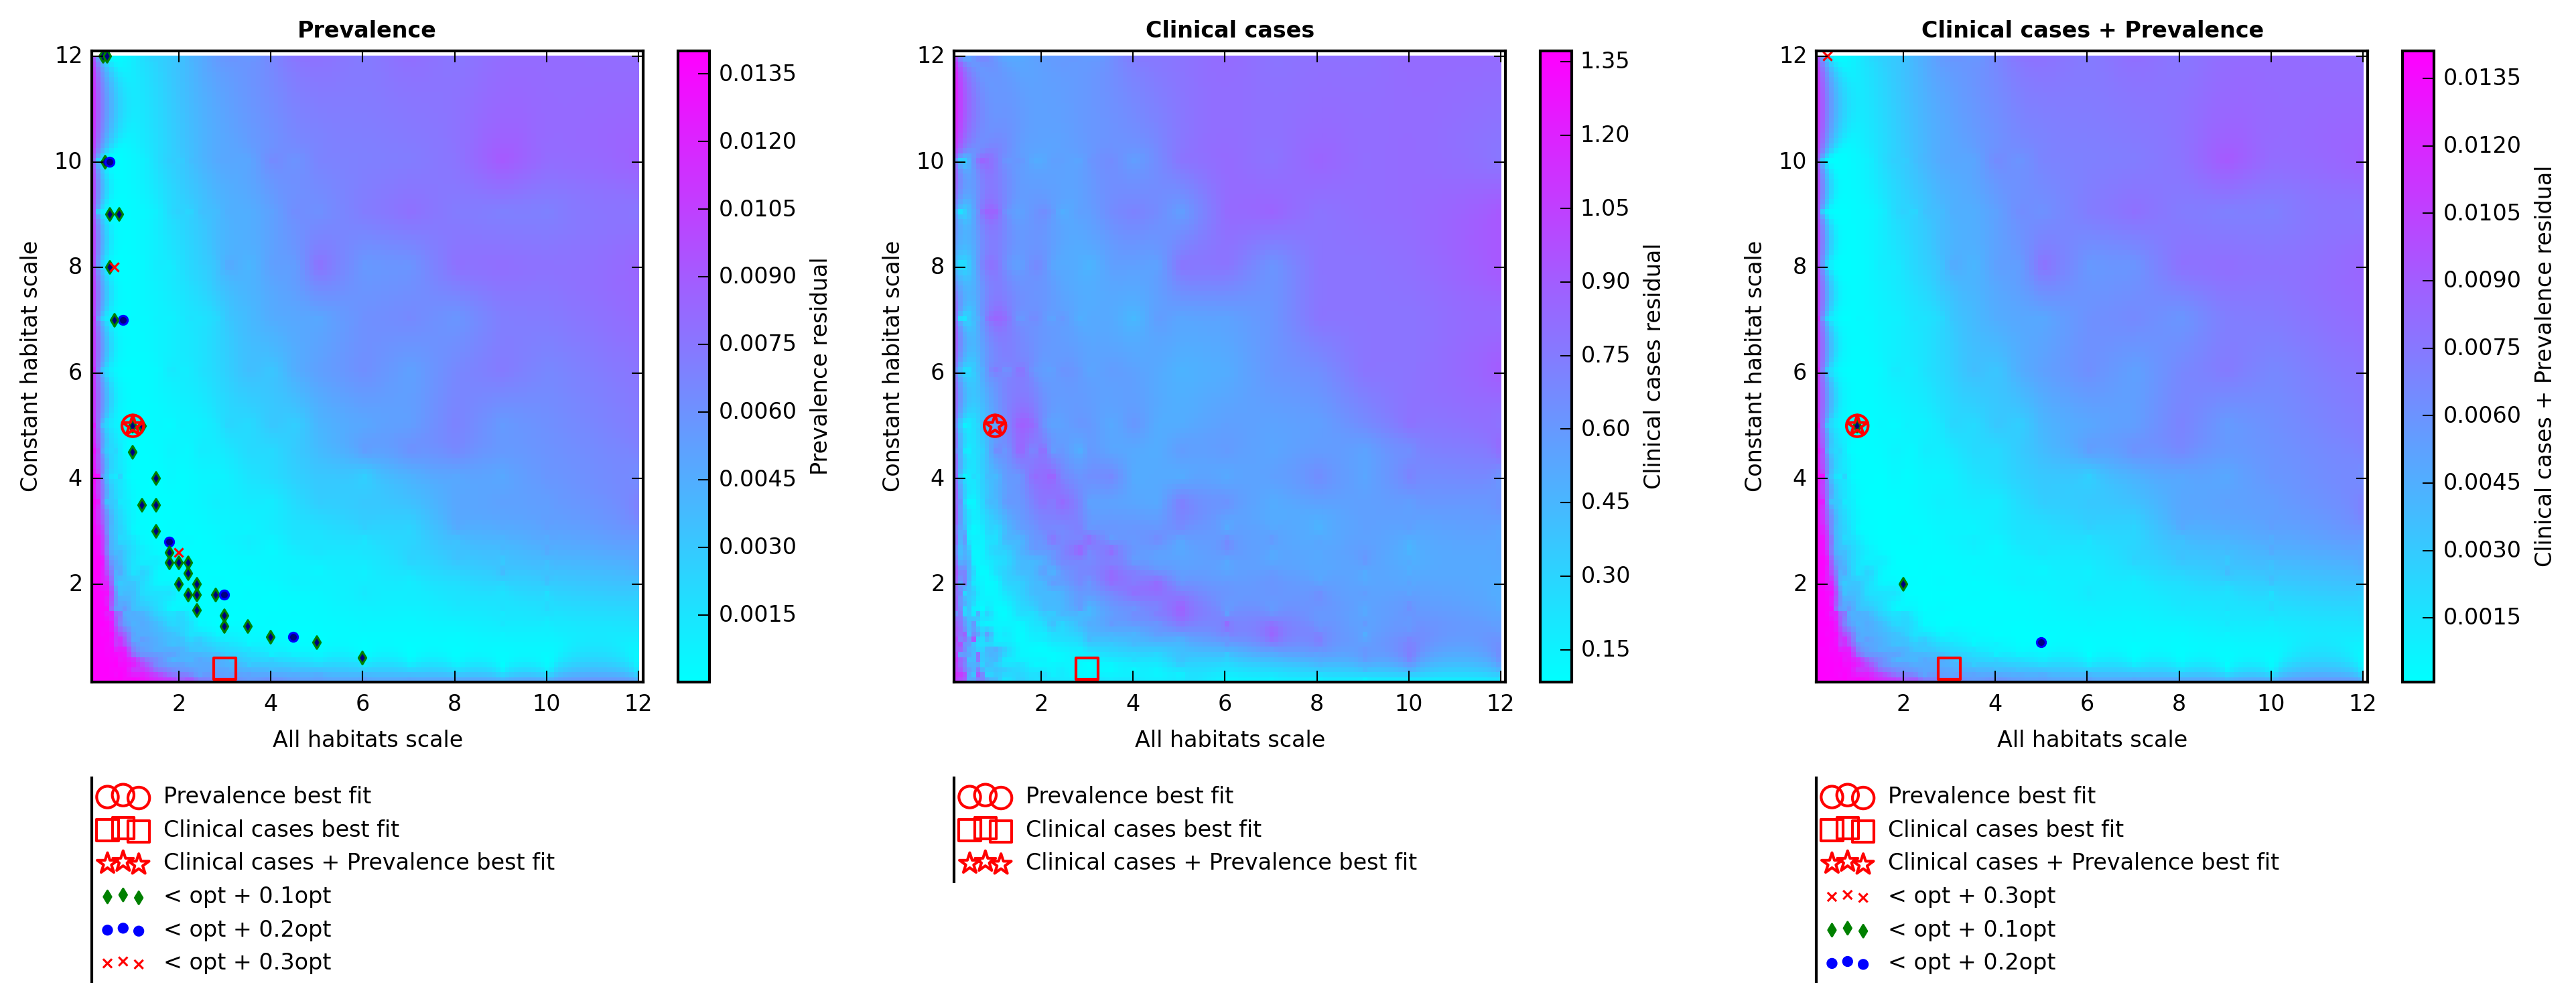 Prevalence
12
10
8
6
4
2
Constant habitat scale
2 4 6 8 10 12
All habitats scale
0.0135
0.0120
0.0105
0.0090
0.0075
0.0060
0.0045
0.0030
0.0015
Prevalence residual
Prevalence best fit
Clinical cases best fit
Clinical cases + Prevalence best fit
< opt + 0.1opt
< opt + 0.2opt
< opt + 0.3opt
Clinical cases
12
10
8
6
4
2
Constant habitat scale
2 4 6 8 10 12
All habitats scale
1.35
1.20
1.05
0.90
0.75
0.60
0.45
0.30
0.15
Clinical cases residual
Prevalence best fit
Clinical cases best fit
Clinical cases + Prevalence best fit
Clinical cases + Prevalence
12
10
8
6
4
2
Constant habitat scale
2 4 6 8 10 12
All habitats scale
0.0135
0.0120
0.0105
0.0090
0.0075
0.0060
0.0045
0.0030
0.0015
Clinical cases + Prevalence residual
Prevalence best fit
Clinical cases best fit
Clinical cases + Prevalence best fit
< opt + 0.3opt
< opt + 0.1opt
< opt + 0.2opt